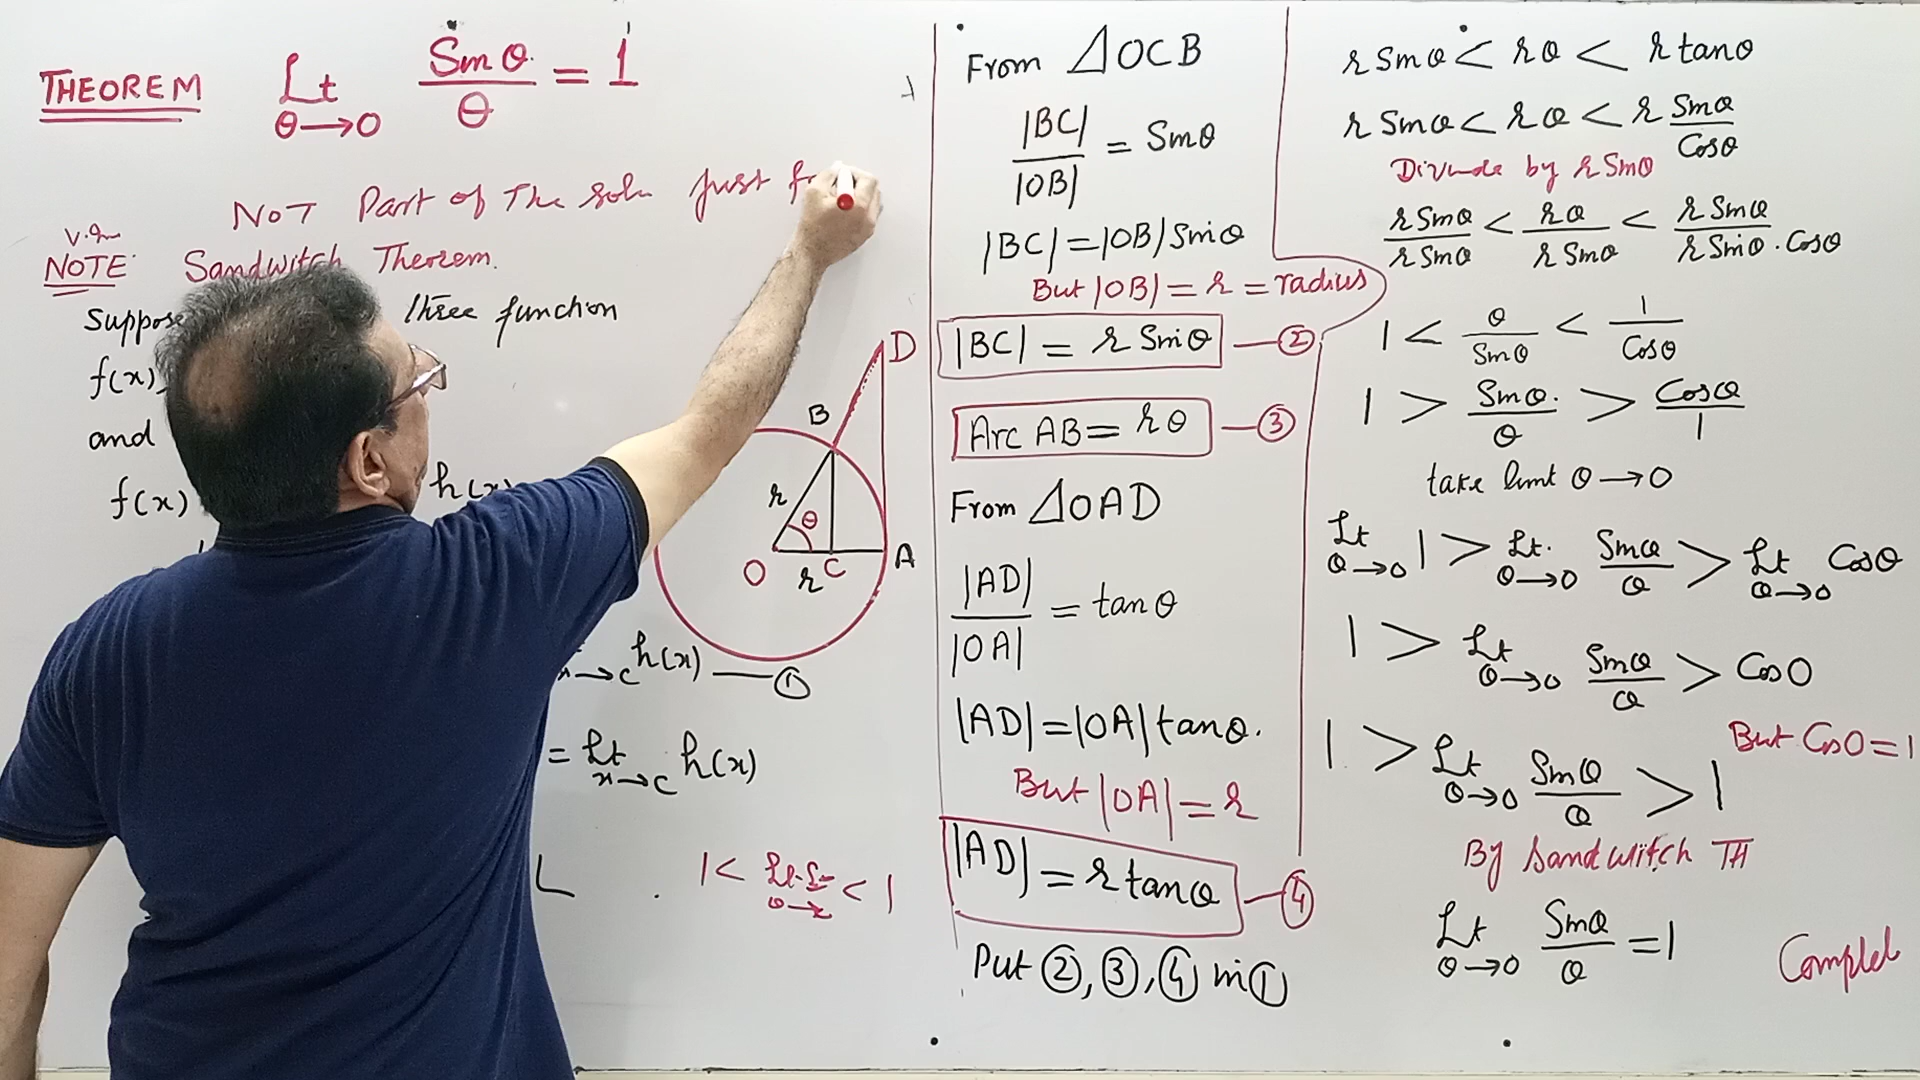 THEOREM Lt θ→0 Sinθ/θ = 1
NOT Part of The soln Just
V.In
NOTE: Sandwitch Theorem.
Suppose three function
f(x),
and
f(x) h(x)
x→c h(x) — ①
= Lt x→c h(x)
L
1 < Lt < 1
D
B
r
θ
O r C A
From △OCB
|BC|/|OB| = Sinθ
|BC| = |OB| Sinθ
But |OB| = r = radius
|BC| = r Sinθ — ②
Arc AB = rθ — ③
From △OAD
|AD|/|OA| = tanθ
|AD| = |OA| tanθ.
But |OA| = r
|AD| = r tanθ — ④
Put ②, ③, ④ in ①
r Sinθ < rθ < r tanθ
r Sinθ < rθ < r Sinθ/Cosθ
Divide by r Sinθ
r Sinθ/r Sinθ < rθ/r Sinθ < r Sinθ/r Sinθ . Cosθ
1 < θ/Sinθ < 1/Cosθ
1 > Sinθ/θ > Cosθ/1
take limit θ→0
Lt θ→0 1 > Lt θ→0 Sinθ/θ > Lt θ→0 Cosθ
1 > Lt θ→0 Sinθ/θ > Cos0
But Cos0 = 1
1 > Lt θ→0 Sinθ/θ > 1
By Sandwitch TH
Lt θ→0 Sinθ/θ = 1
Complet